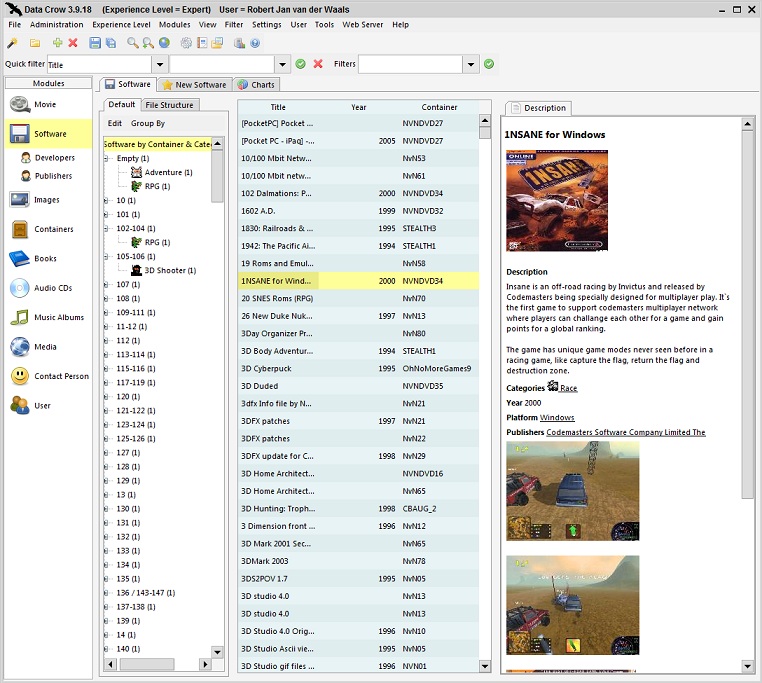 Data Crow 3.9.18 (Experience Level = Expert) User = Robert Jan van der Waals
File Administration Experience Level Modules View Filter Settings User Tools Web Server Help
Quick filter Title Filters
Modules
Movie
Software
Developers
Publishers
Images
Containers
Books
Audio CDs
Music Albums
Media
Contact Person
User
Software New Software Charts
Default File Structure
Edit Group By
Software by Container & Cate
Empty (1)
Adventure (1)
RPG (1)
10 (1)
101 (1)
102-104 (1)
RPG (1)
105-106 (1)
3D Shooter (1)
107 (1)
108 (1)
109-111 (1)
11-12 (1)
112 (1)
113-114 (1)
115-116 (1)
117-119 (1)
120 (1)
121-122 (1)
123-124 (1)
125-126 (1)
127 (1)
128 (1)
129 (1)
13 (1)
130 (1)
131 (1)
132 (1)
133 (1)
134 (1)
135 (1)
136 / 143-147 (1)
137-138 (1)
139 (1)
14 (1)
140 (1)
Title Year Container
[PocketPC] Pocket ... NVNDVD27
[Pocket PC - iPaq] -... 2005 NVNDVD27
10/100 Mbit Netw... NvN53
10/100 Mbit netw... NvN61
102 Dalmations: P... 2000 NVNDVD34
1602 A.D. 1999 NVNDVD32
1830: Railroads & ... 1995 STEALTH3
1942: The Pacific Ai... 1994 STEALTH1
19 Roms and Emul... NvN58
1NSANE for Wind... 2000 NVNDVD34
20 SNES Roms (RPG) NvN70
26 New Duke Nuk... 1997 NvN13
3Day Organizer Pr... NvN80
3D Body Adventur... 1994 STEALTH1
3D Cyberpuck 1995 OhNoMoreGames9
3D Duded NVNDVD35
3dfx Info file by N... NvN21
3DFX patches 1997 NvN21
3DFX patches NvN22
3DFX update for C... 1998 NvN29
3D Home Architect... NVNDVD16
3D Home Architect... NvN65
3D Hunting: Troph... 1998 CBAUG_2
3 Dimension front ... 1996 NvN12
3D Mark 2001 Sec... NvN65
3DMark 2003 NvN78
3DS2POV 1.7 1995 NvN05
3D studio 4.0 NvN13
3D studio 4.0 NvN13
3D Studio 4.0 Orig... 1996 NvN10
3D Studio Ascii vie... 1995 NvN05
3D Studio gif files ... 1996 NVN01
Description
1NSANE for Windows
ONLINE
1NSANE
Description
Insane is an off-road racing by Invictus and released by
Codemasters being specially designed for multiplayer play. It`s
the first game to support codemasters multiplayer network
where players can challange each other for a game and gain
points for a global ranking.
The game has unique game modes never seen before in a
racing game, like capture the flag, return the flag and
destruction zone.
Categories Race
Year 2000
Platform Windows
Publishers Codemasters Software Company Limited The